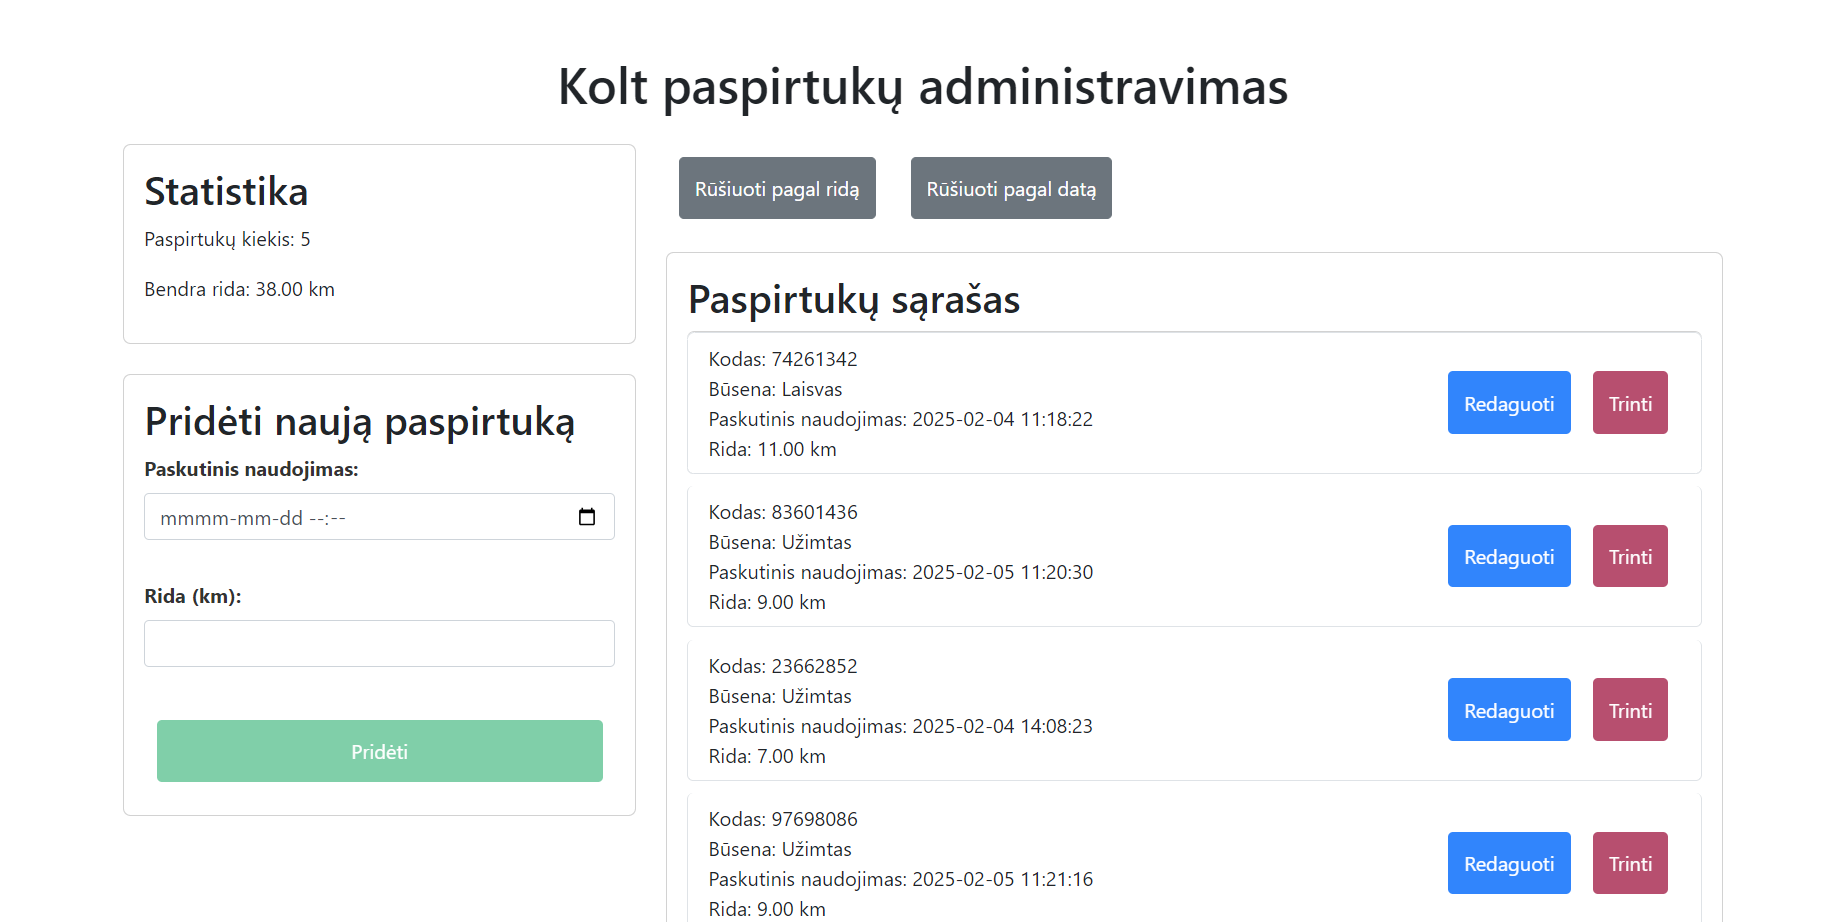 Kolt paspirtukų administravimas
Statistika
Paspirtukų kiekis: 5
Bendra rida: 38.00 km
Pridėti naują paspirtuką
Paskutinis naudojimas:
mmmm-mm-dd --:--
Rida (km):
Pridėti
Rūšiuoti pagal ridą
Rūšiuoti pagal datą
Paspirtukų sąrašas
Kodas: 74261342
Būsena: Laisvas
Paskutinis naudojimas: 2025-02-04 11:18:22
Rida: 11.00 km
Redaguoti
Trinti
Kodas: 83601436
Būsena: Užimtas
Paskutinis naudojimas: 2025-02-05 11:20:30
Rida: 9.00 km
Redaguoti
Trinti
Kodas: 23662852
Būsena: Užimtas
Paskutinis naudojimas: 2025-02-04 14:08:23
Rida: 7.00 km
Redaguoti
Trinti
Kodas: 97698086
Būsena: Užimtas
Paskutinis naudojimas: 2025-02-05 11:21:16
Rida: 9.00 km
Redaguoti
Trinti